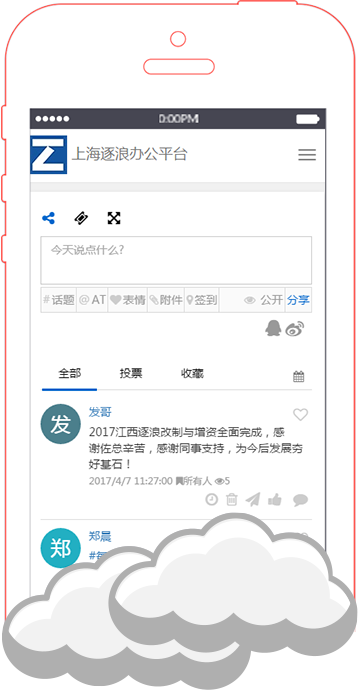 0:00PM
上海逐浪办公平台
今天说点什么?
#话题 @AT 表情 附件 签到 公开 分享
全部 投票 收藏
发 发哥
2017江西逐浪改制与增资全面完成，感
谢佐总辛苦，感谢同事支持，为今后发展夯
好基石！
2017/4/7 11:27:00 所有人 5
郑 郑晨